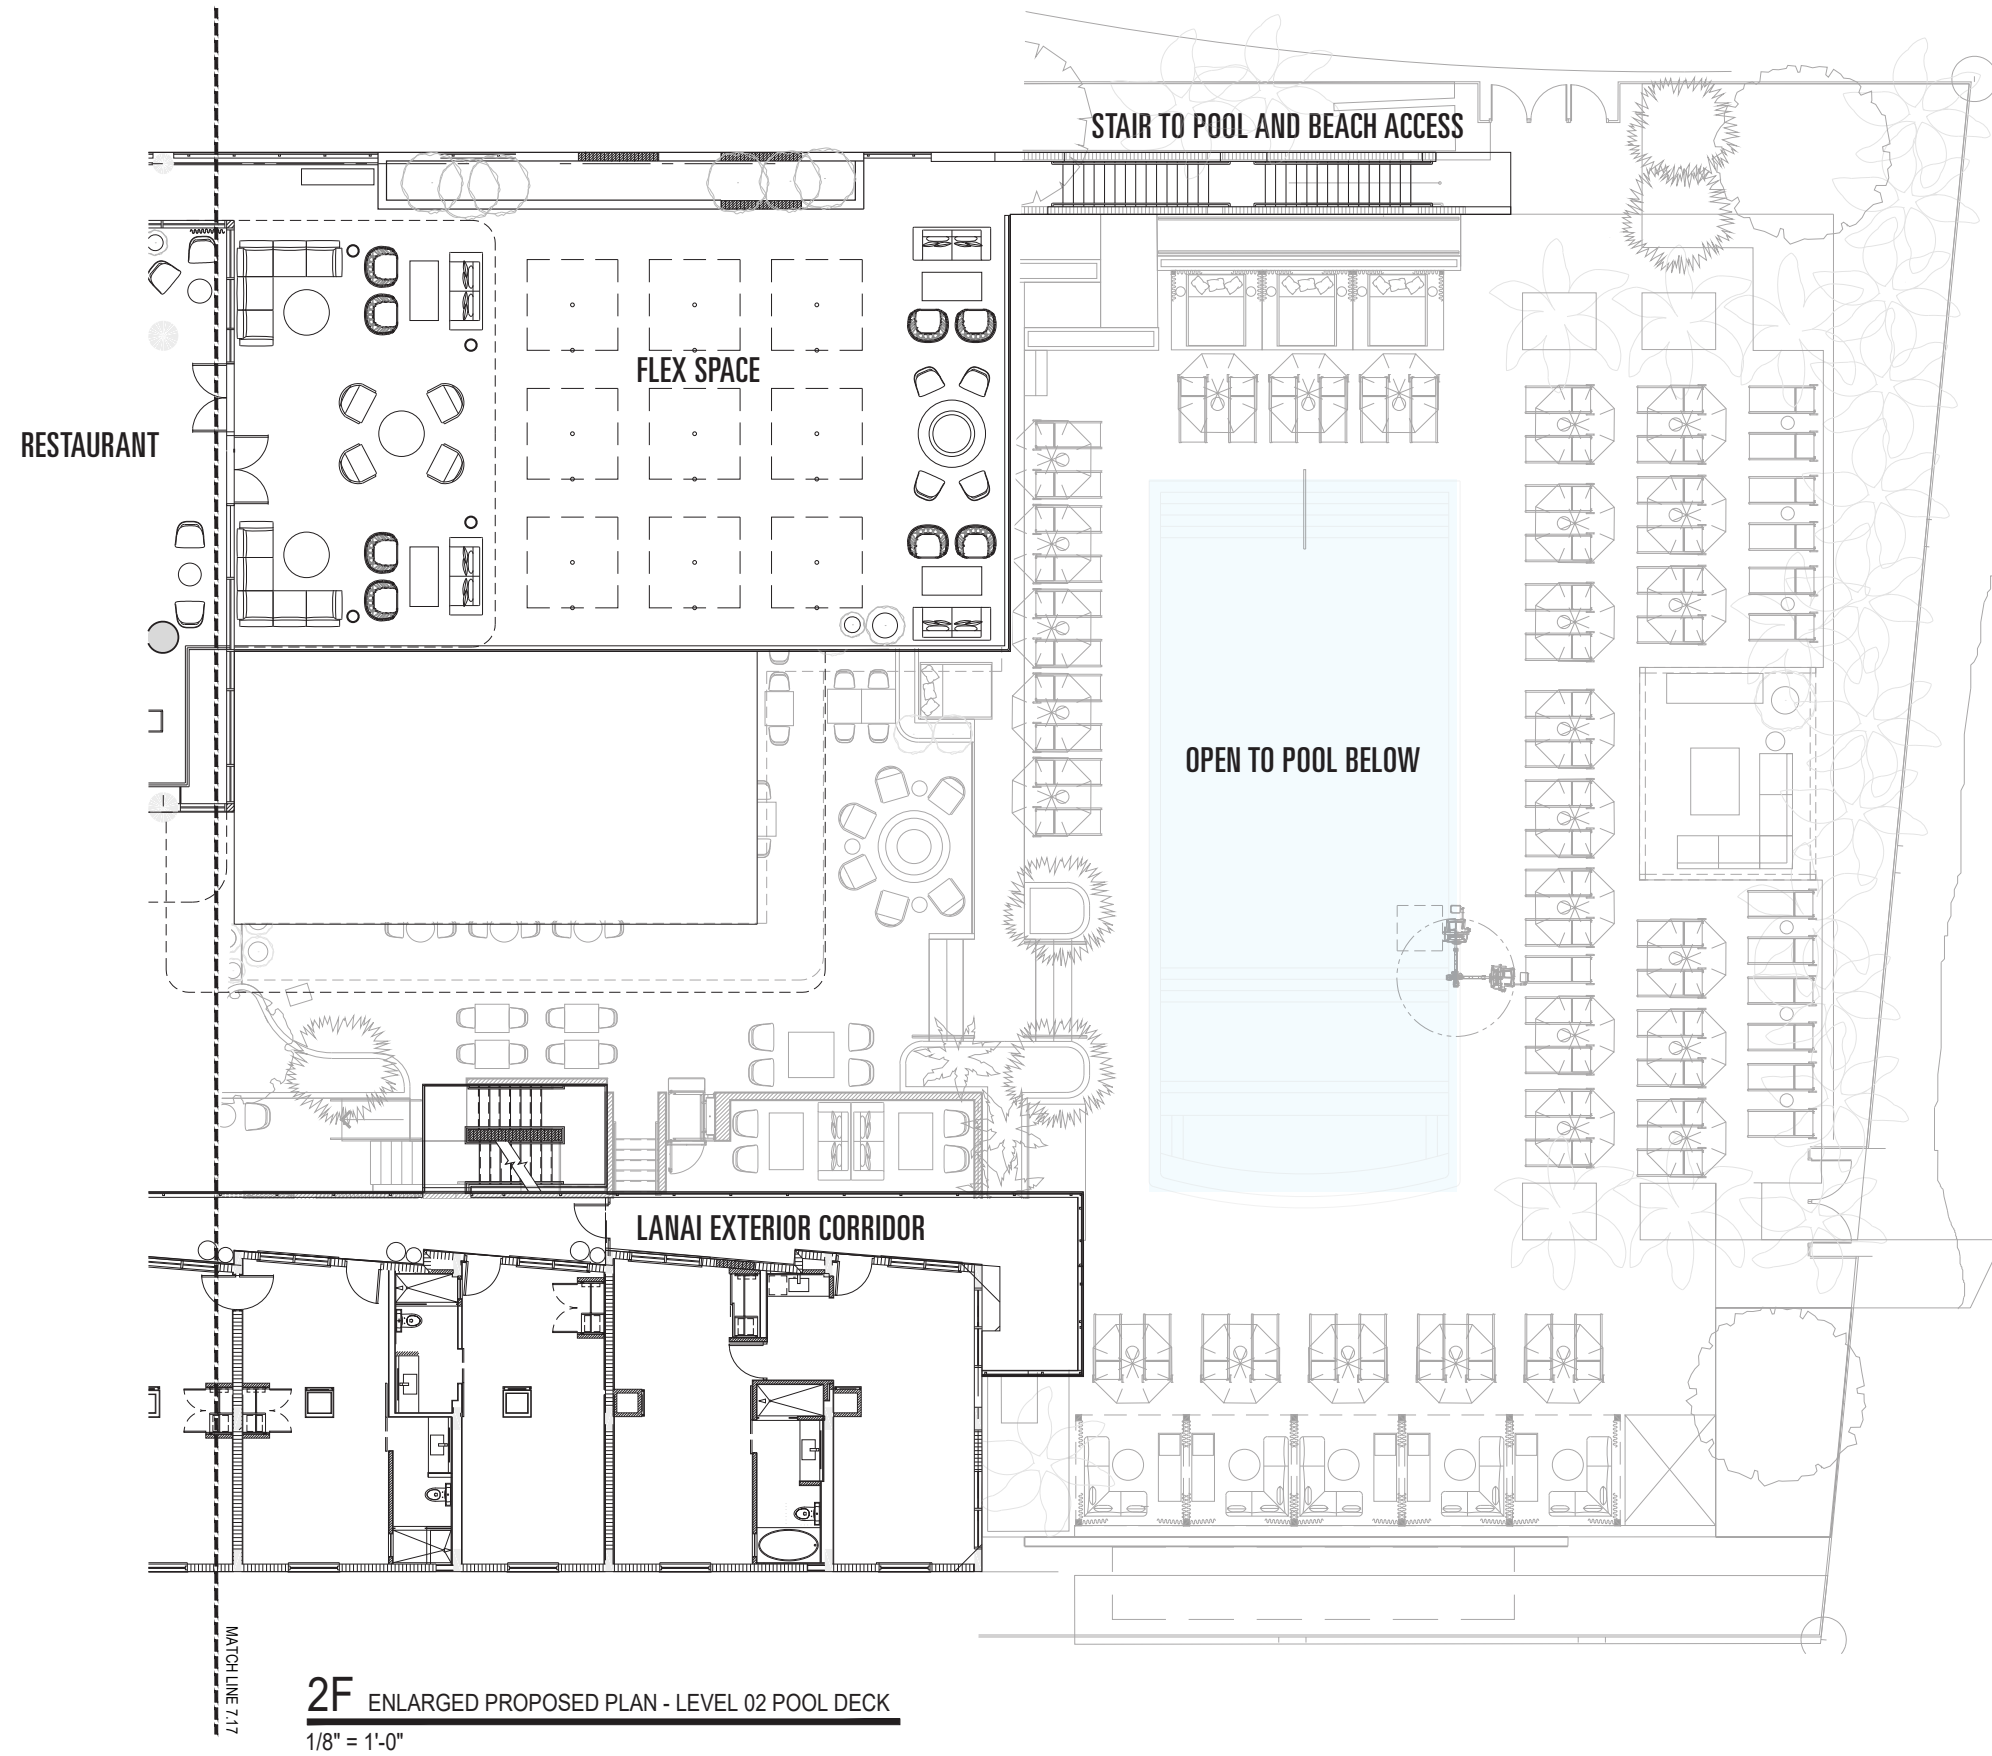 STAIR TO POOL AND BEACH ACCESS
FLEX SPACE
RESTAURANT
OPEN TO POOL BELOW
LANAI EXTERIOR CORRIDOR
MATCH LINE 7.17
2F ENLARGED PROPOSED PLAN - LEVEL 02 POOL DECK
1/8" = 1'-0"